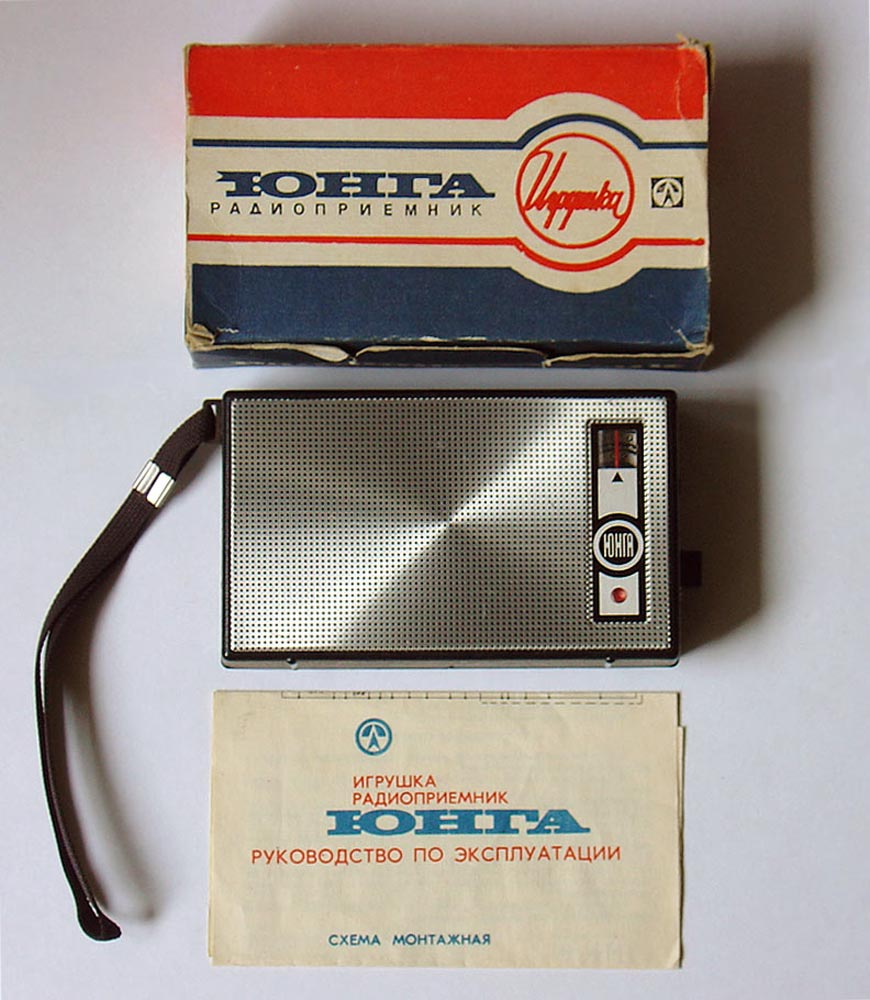 ЮНГА
РАДИОПРИЕМНИК
Игрушка
ЮНГА
ИГРУШКА
РАДИОПРИЕМНИК
ЮНГА
РУКОВОДСТВО ПО ЭКСПЛУАТАЦИИ
СХЕМА МОНТАЖНАЯ